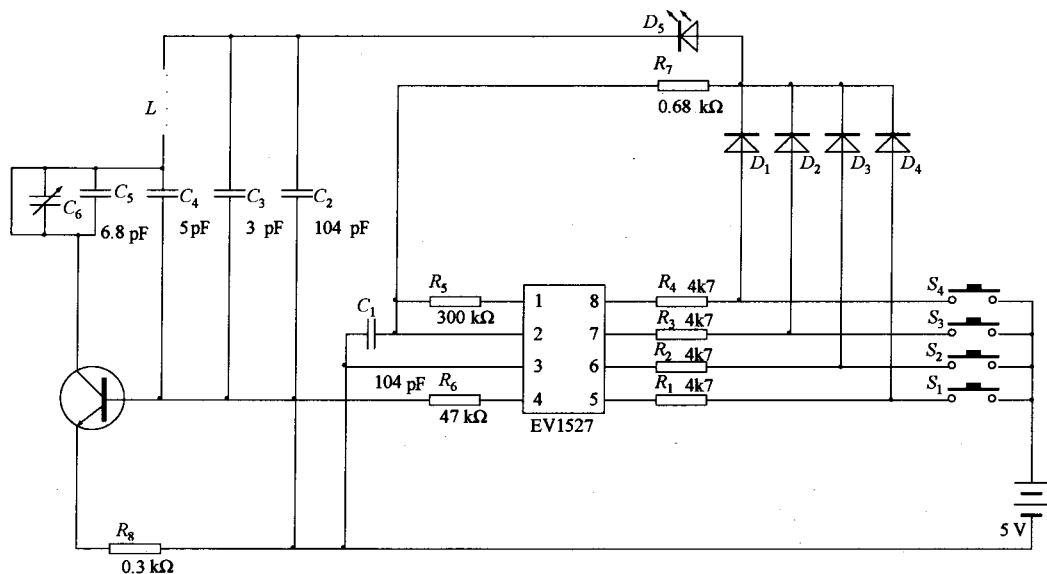 D5
R7
0.68 kΩ
L
D1
D2
D3
D4
C6
C5
6.8 pF
C4
5 pF
C3
3 pF
C2
104 pF
R5
300 kΩ
C1
104 pF
R6
47 kΩ
1
2
3
4
8
7
6
5
EV1527
R4 4k7
R3 4k7
R2 4k7
R1 4k7
S4
S3
S2
S1
5 V
R8
0.3 kΩ